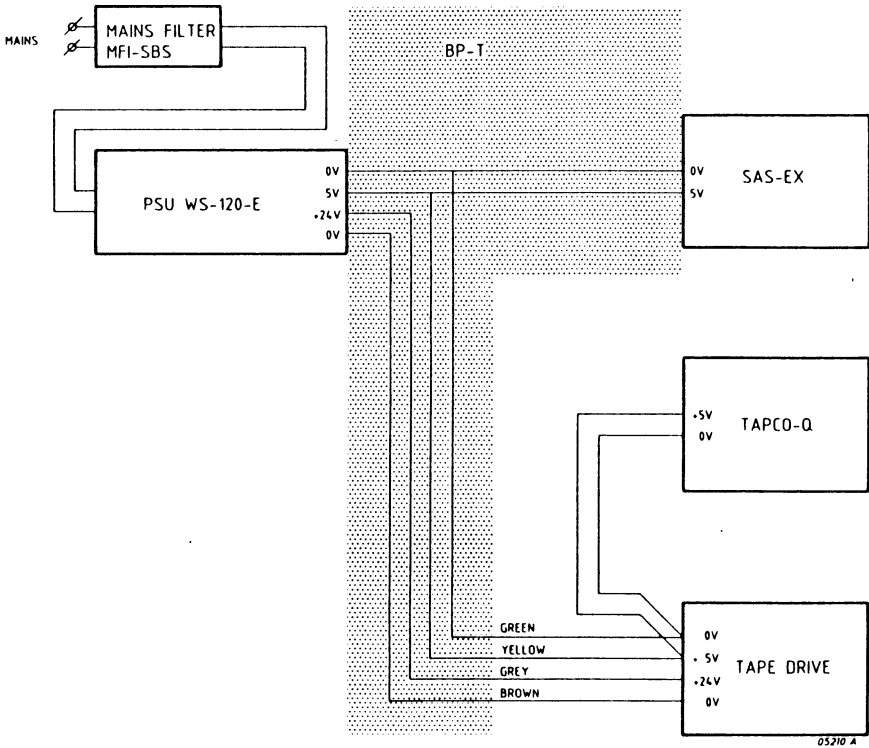 MAINS
MAINS FILTER
MFI-SBS
BP-T
PSU WS-120-E
0V
5V
+24V
0V
0V
5V
SAS-EX
+5V
0V
TAPCO-Q
GREEN
YELLOW
GREY
BROWN
0V
+ 5V
+24V
0V
TAPE DRIVE
05210 A